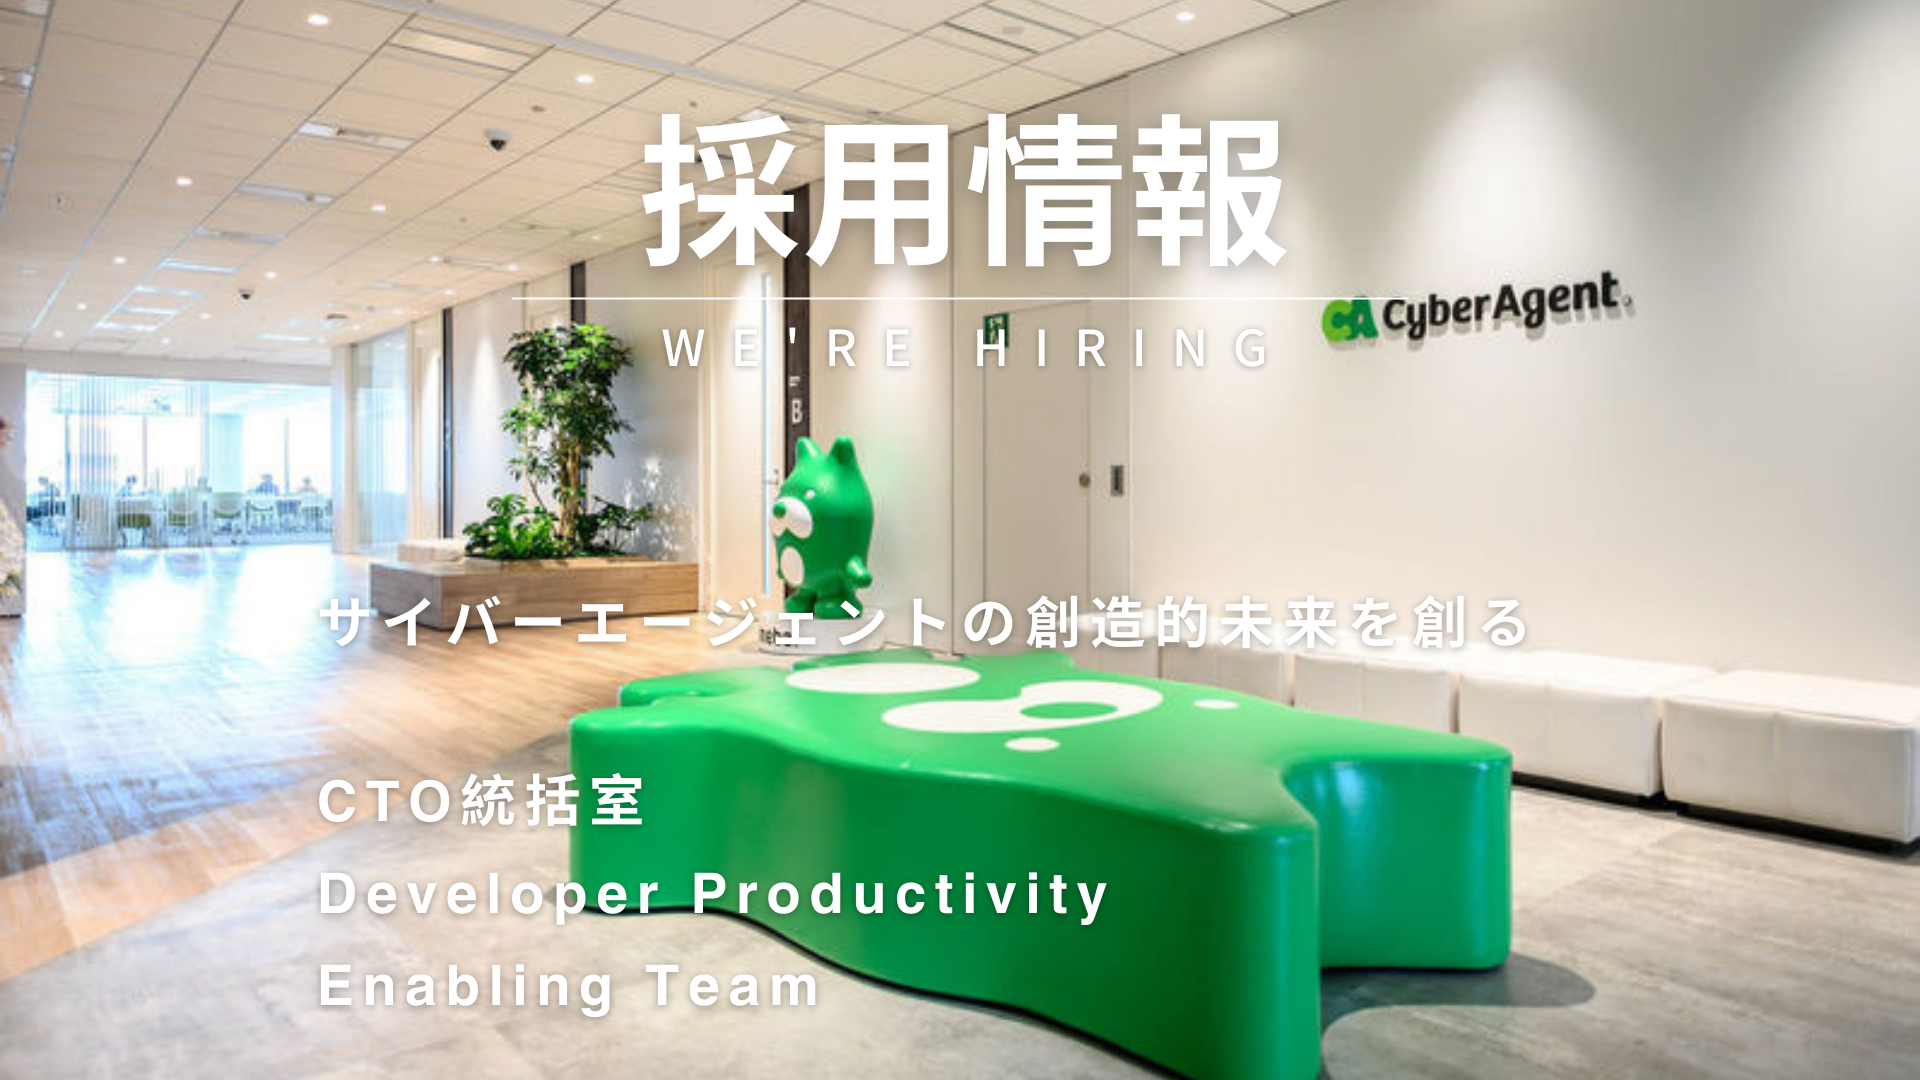 採用情報
WE'RE HIRING
CyberAgent.
B
サイバーエージェントの創造的未来を創る
CTO統括室
Developer Productivity
Enabling Team